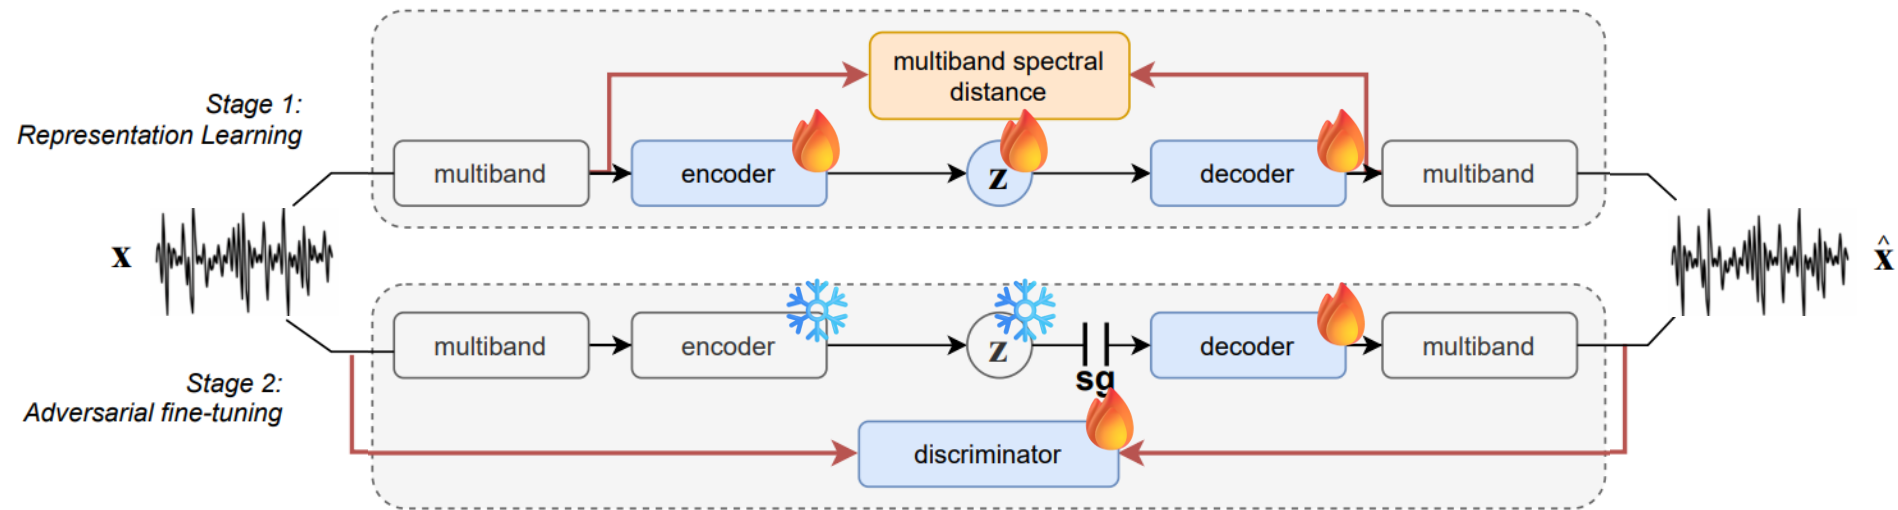 multiband spectral
distance
Stage 1:
Representation Learning
multiband
encoder
z
decoder
multiband
x
x̂
multiband
encoder
z
sg
decoder
multiband
Stage 2:
Adversarial fine-tuning
discriminator